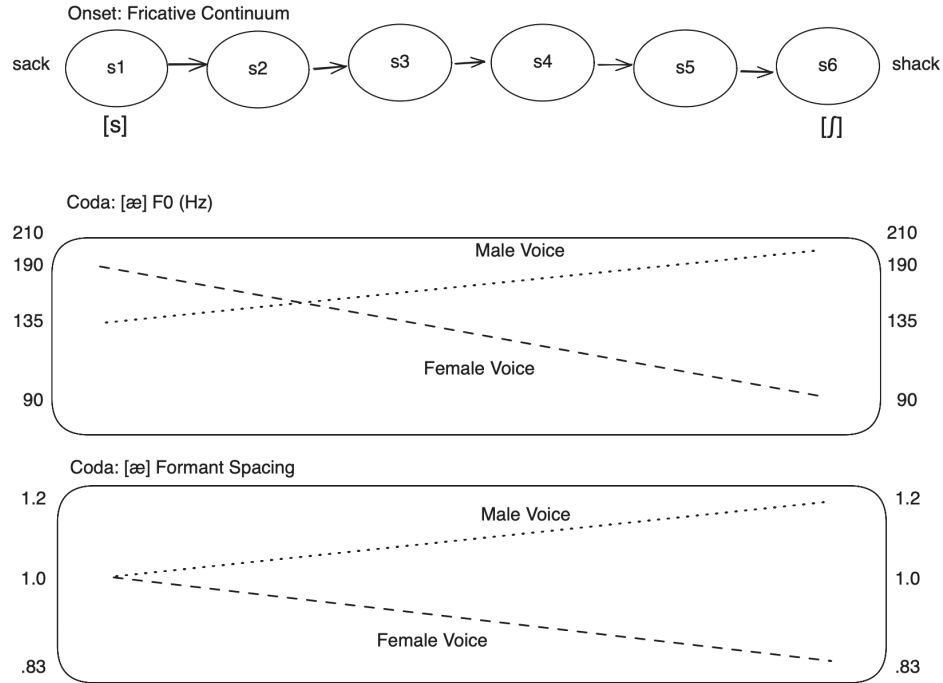 Onset: Fricative Continuum
sack s1 s2 s3 s4 s5 s6 shack
[s] [ʃ]
Coda: [æ] F0 (Hz)
210 210
Male Voice
190 190
135 135
Female Voice
90 90
Coda: [æ] Formant Spacing
1.2 1.2
Male Voice
1.0 1.0
Female Voice
.83 .83